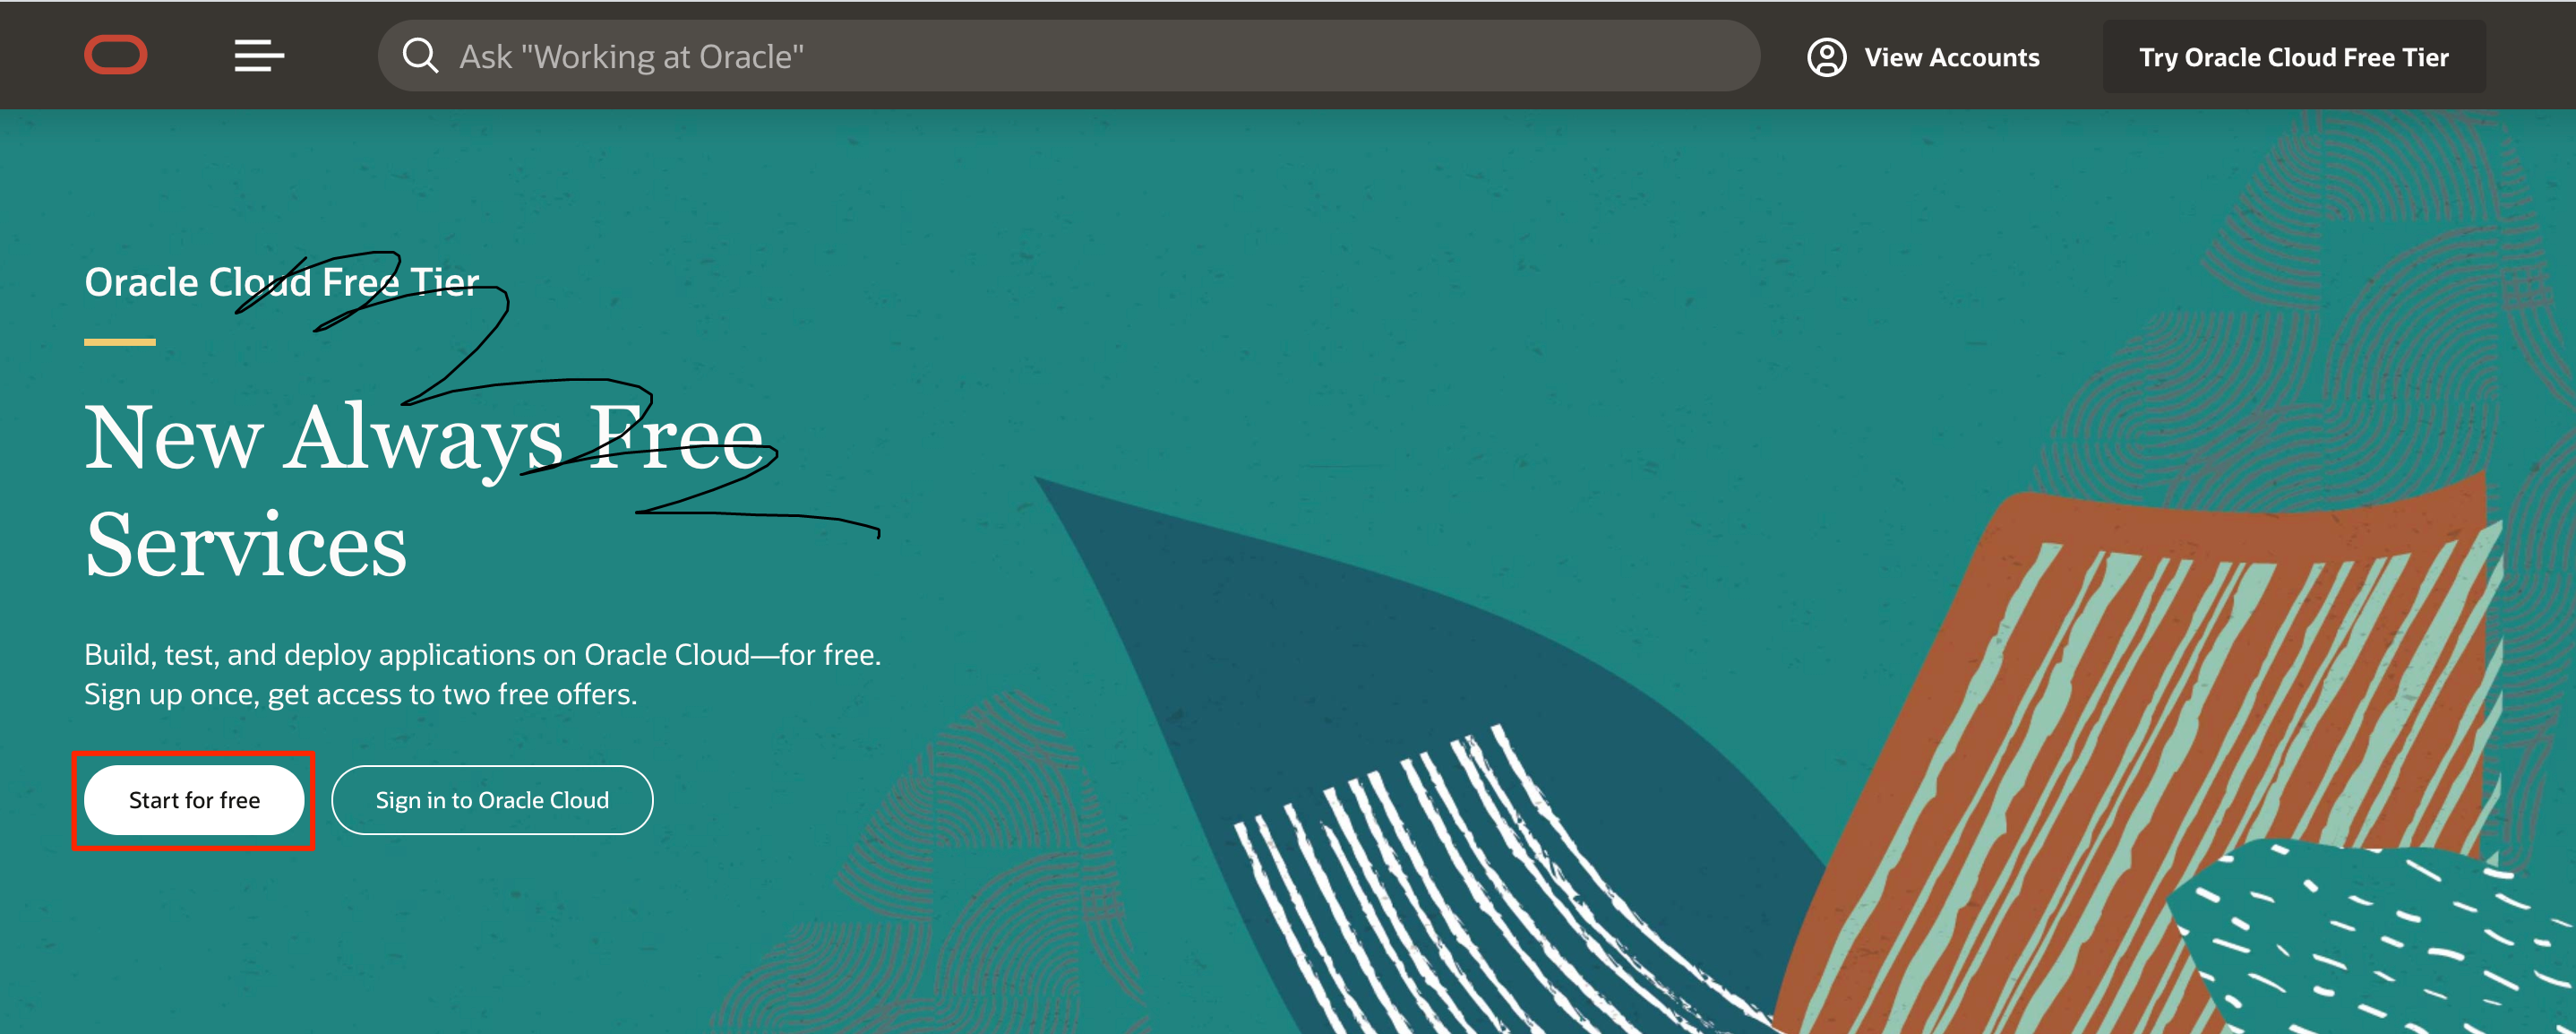 Ask "Working at Oracle"
View Accounts
Try Oracle Cloud Free Tier
Oracle Cloud Free Tier
New Always Free
Services
Build, test, and deploy applications on Oracle Cloud—for free.
Sign up once, get access to two free offers.
Start for free
Sign in to Oracle Cloud